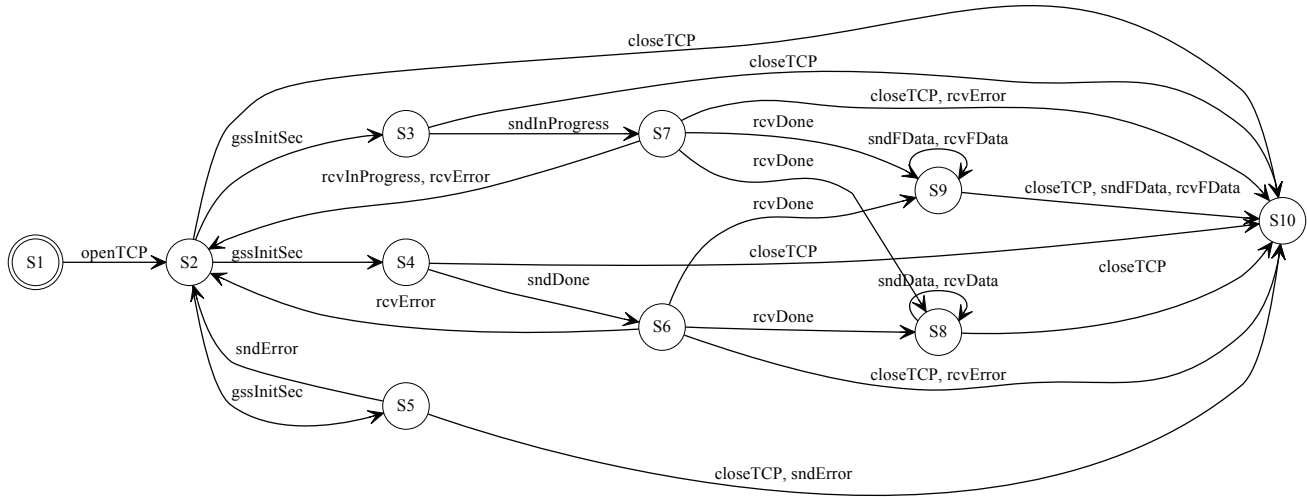 closeTCP
closeTCP
closeTCP, rcvError
gssInitSec
S3
sndInProgress
S7
rcvDone
sndFData, rcvFData
rcvDone
rcvInProgress, rcvError
S9
closeTCP, sndFData, rcvFData
rcvDone
S10
S1
openTCP
S2
gssInitSec
S4
closeTCP
closeTCP
sndDone
sndData, rcvData
rcvError
S6
rcvDone
S8
sndError
closeTCP, rcvError
gssInitSec
S5
closeTCP, sndError